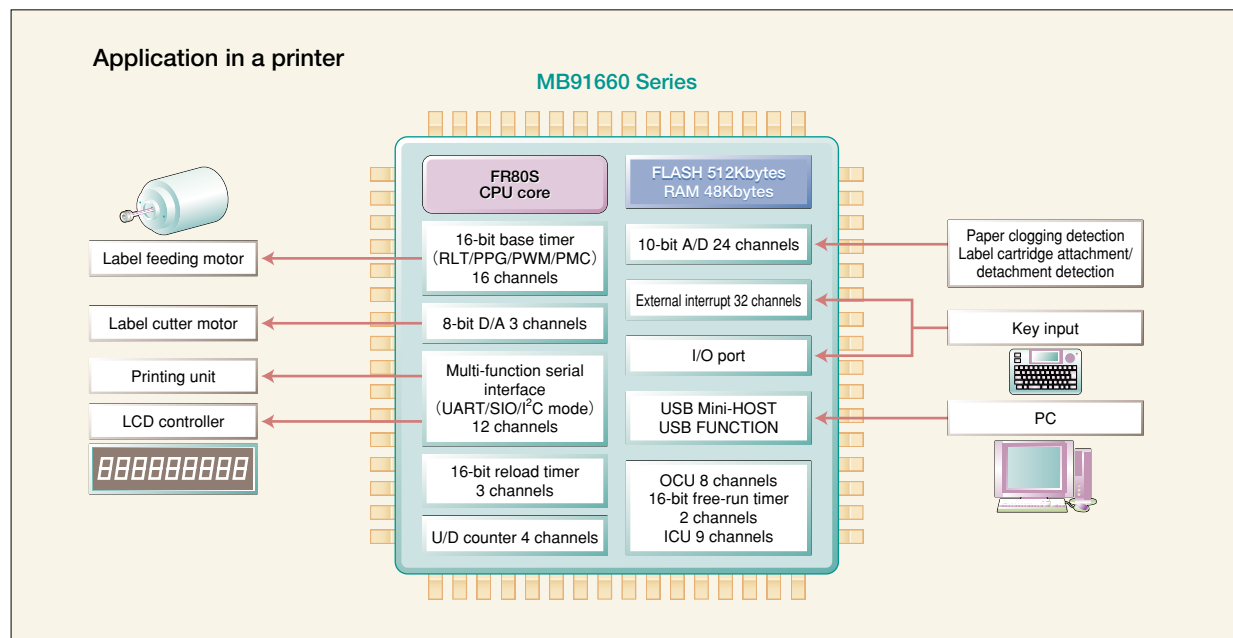 Application in a printer
MB91660 Series
FR80S
CPU core
FLASH 512Kbytes
RAM 48Kbytes
Label feeding motor
16-bit base timer
(RLT/PPG/PWM/PMC)
16 channels
10-bit A/D 24 channels
Paper clogging detection
Label cartridge attachment/
detachment detection
External interrupt 32 channels
Label cutter motor
8-bit D/A 3 channels
Key input
I/O port
Printing unit
Multi-function serial
interface
(UART/SIO/I²C mode)
12 channels
LCD controller
USB Mini-HOST
USB FUNCTION
PC
888888888
16-bit reload timer
3 channels
OCU 8 channels
16-bit free-run timer
2 channels
ICU 9 channels
U/D counter 4 channels